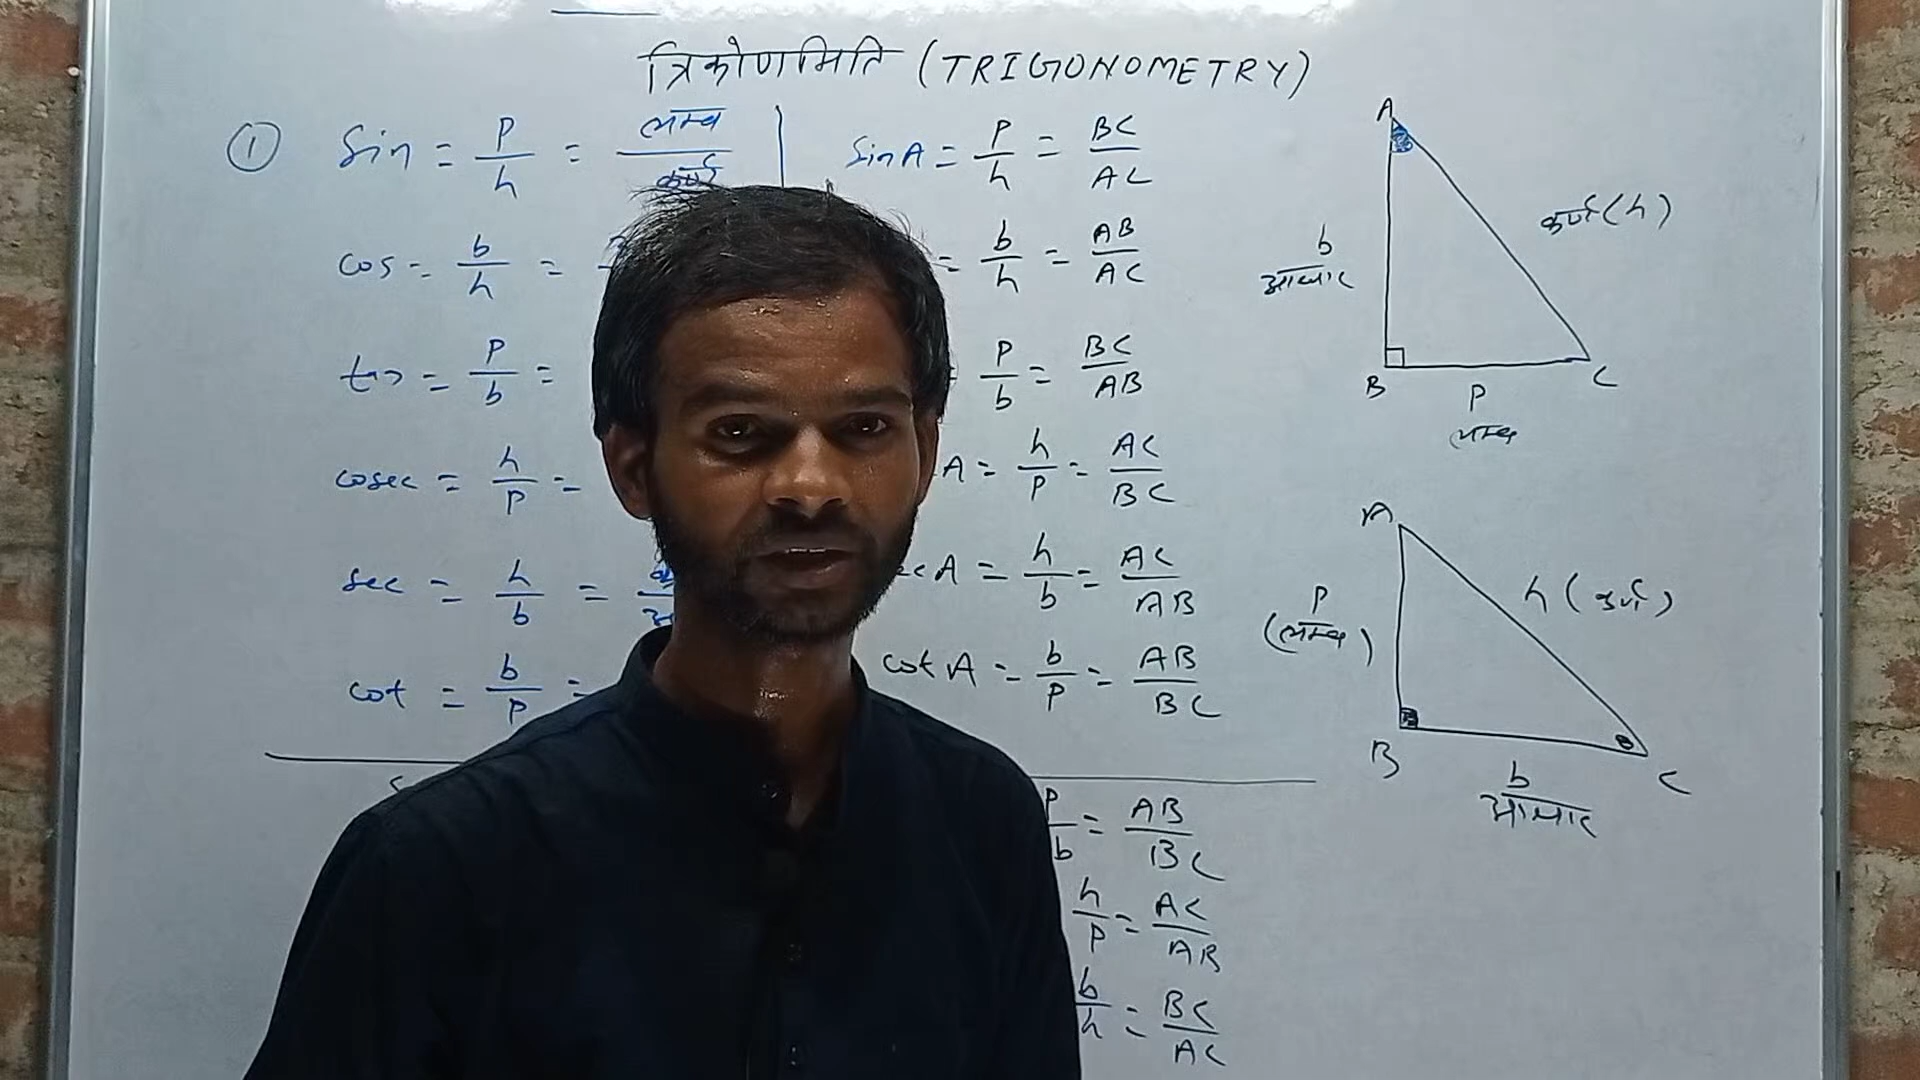 त्रिकोणमिति (TRIGONOMETRY)
① Sin = P/h = लम्ब/कर्ण
cos = b/h =
tan = P/b =
cosec = h/P =
sec = h/b =
cot = b/P =
SinA = P/h = BC/AC
= b/h = AB/AC
P/b = BC/AB
A = h/P = AC/BC
A = h/b = AC/AB
cot A = b/P = AB/BC
P/b = AB/BC
h/P = AC/AB
b/h = BC/AC
A
b
आधार
कर्ण (h)
B
P
लम्ब
C
A
P
(लम्ब)
h (कर्ण)
B
b
आधार
θ
C